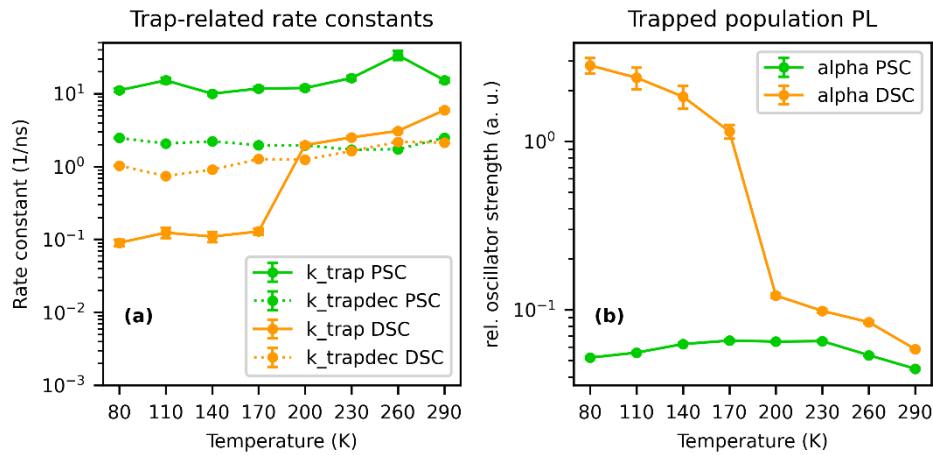 Trap-related rate constants
Rate constant (1/ns)
10^1
10^0
10^-1
10^-2
10^-3
(a)
k_trap PSC
k_trapdec PSC
k_trap DSC
k_trapdec DSC
80 110 140 170 200 230 260 290
Temperature (K)
Trapped population PL
rel. oscillator strength (a. u.)
10^0
10^-1
(b)
alpha PSC
alpha DSC
80 110 140 170 200 230 260 290
Temperature (K)